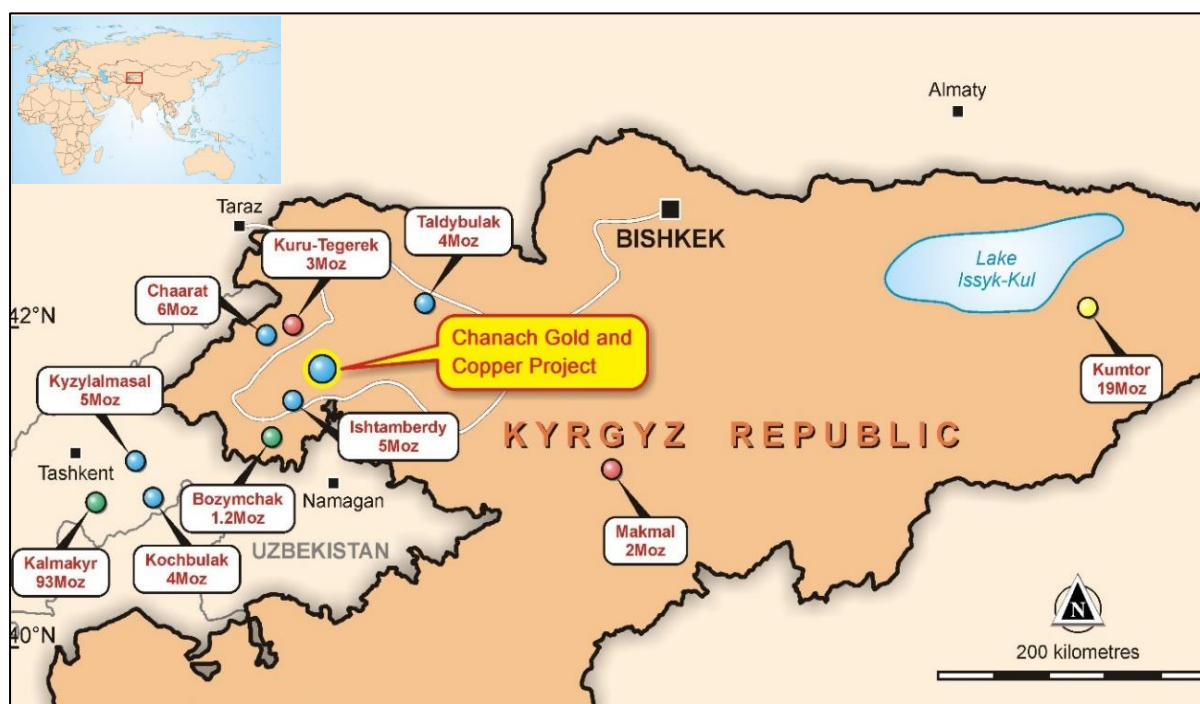 Almaty
Taraz
Kuru-Tegerek
3Moz
Taldybulak
4Moz
BISHKEK
Chaarat
6Moz
Lake
Issyk-Kul
42°N
Chanach Gold and
Copper Project
Kumtor
19Moz
Kyzylalmasal
5Moz
Ishtamberdy
5Moz
KYRGYZ REPUBLIC
Tashkent
Bozymchak
1.2Moz
Namagan
Makmal
2Moz
UZBEKISTAN
Kalmakyr
93Moz
Kochbulak
4Moz
N
40°N
200 kilometres